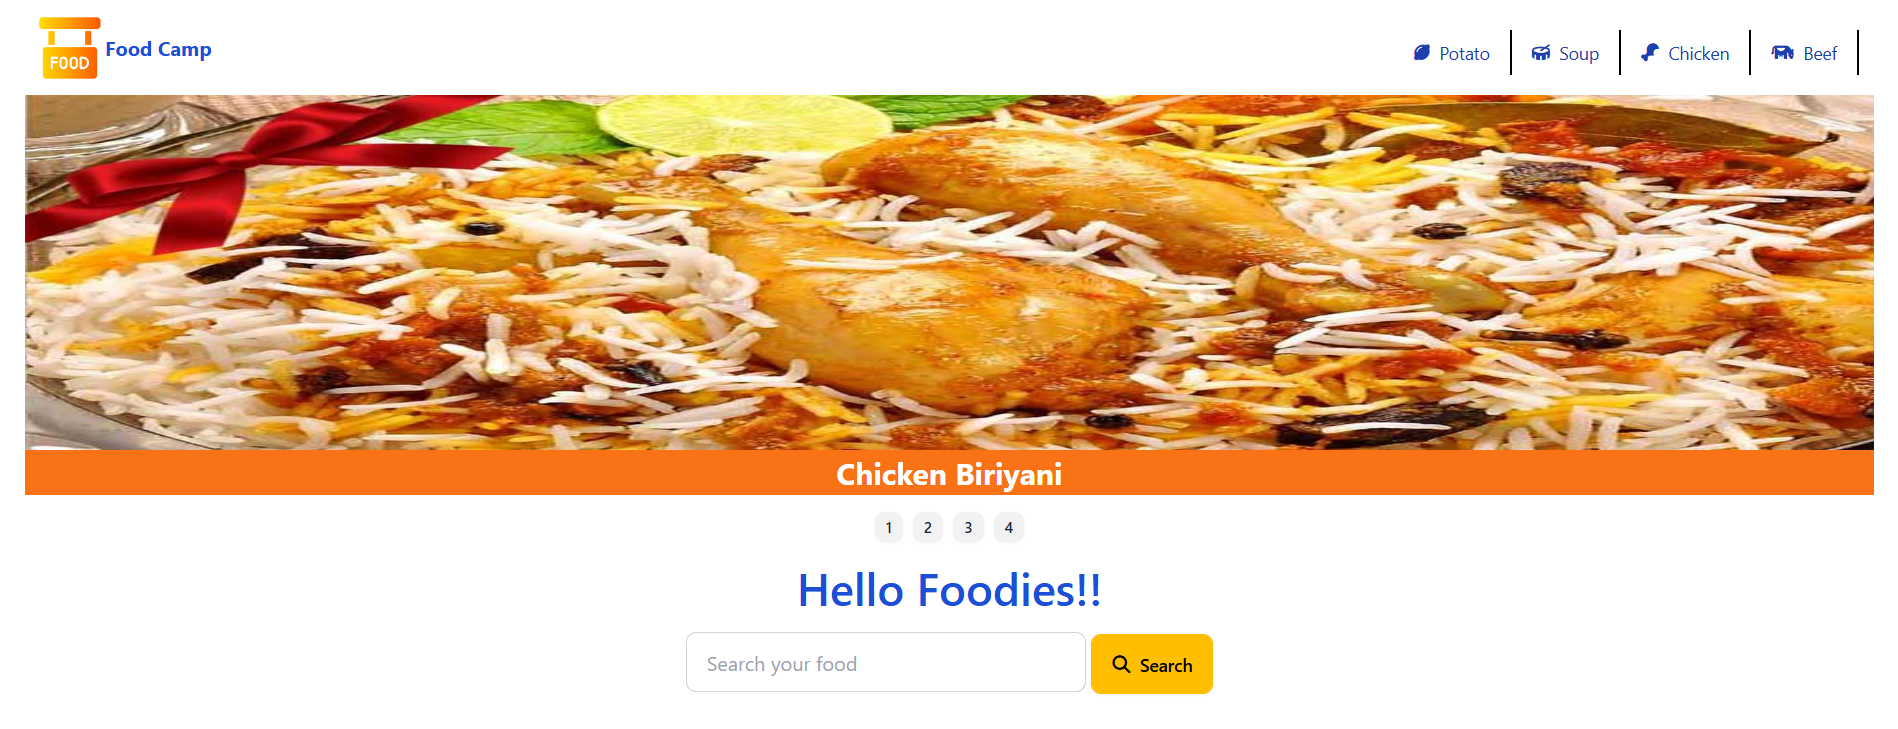 FOOD
Food Camp
Potato
Soup
Chicken
Beef
Chicken Biriyani
1 2 3 4
Hello Foodies!!
Search your food
Search